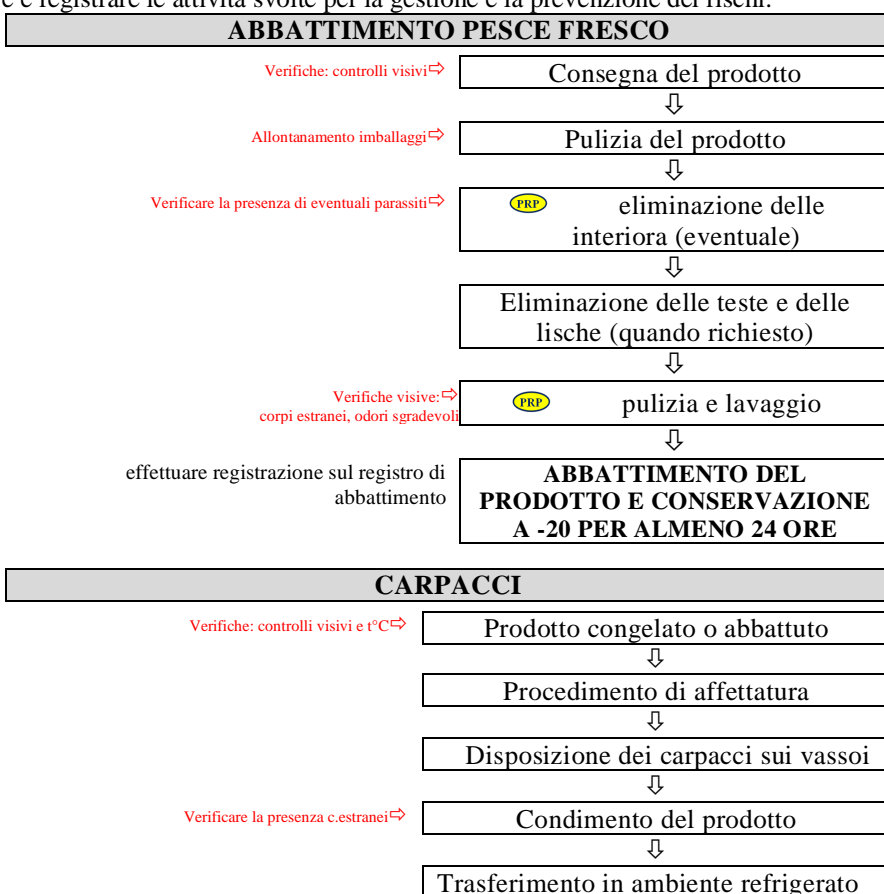 e e registrare le attività svolte per la gestione e la prevenzione dei rischi.
ABBATTIMENTO PESCE FRESCO
Verifiche: controlli visivi⇨
Consegna del prodotto
⇩
Allontanamento imballaggi⇨
Pulizia del prodotto
⇩
Verificare la presenza di eventuali parassiti⇨
PRP eliminazione delle
interiora (eventuale)
⇩
Eliminazione delle teste e delle
lische (quando richiesto)
⇩
Verifiche visive:⇨
corpi estranei, odori sgradevoli
PRP pulizia e lavaggio
⇩
effettuare registrazione sul registro di
abbattimento
ABBATTIMENTO DEL
PRODOTTO E CONSERVAZIONE
A -20 PER ALMENO 24 ORE
CARPACCI
Verifiche: controlli visivi e t°C⇨
Prodotto congelato o abbattuto
⇩
Procedimento di affettatura
⇩
Disposizione dei carpacci sui vassoi
⇩
Verificare la presenza c.estranei⇨
Condimento del prodotto
⇩
Trasferimento in ambiente refrigerato